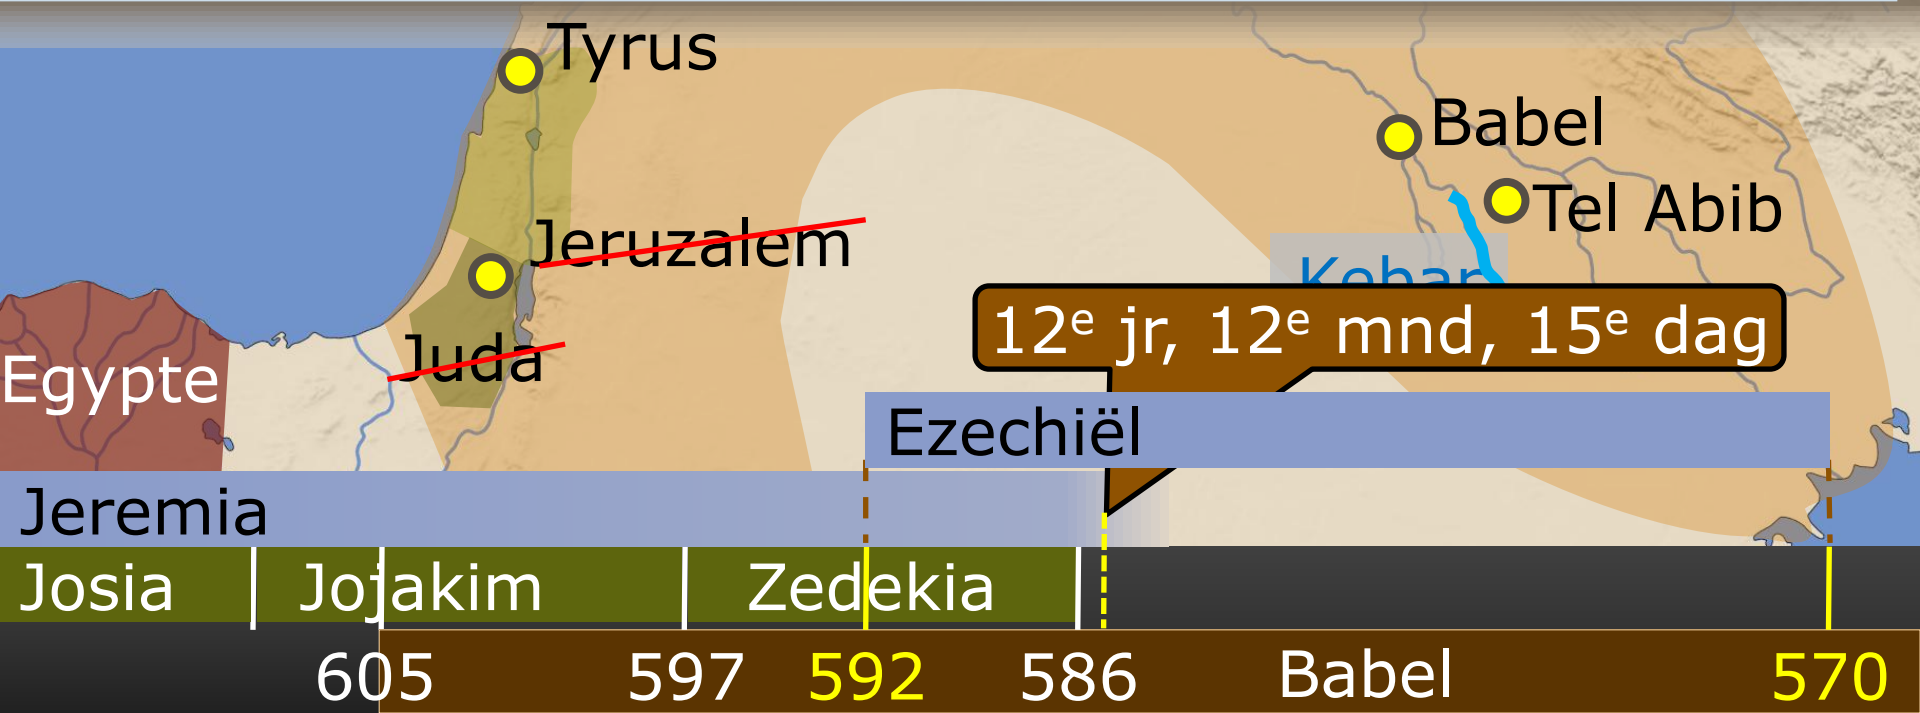 Tyrus
Babel
Tel Abib
Jeruzalem
Kebar
12e jr, 12e mnd, 15e dag
Juda
Egypte
Ezechiël
Jeremia
Josia Jojakim Zedekia
605 597 592 586 Babel 570